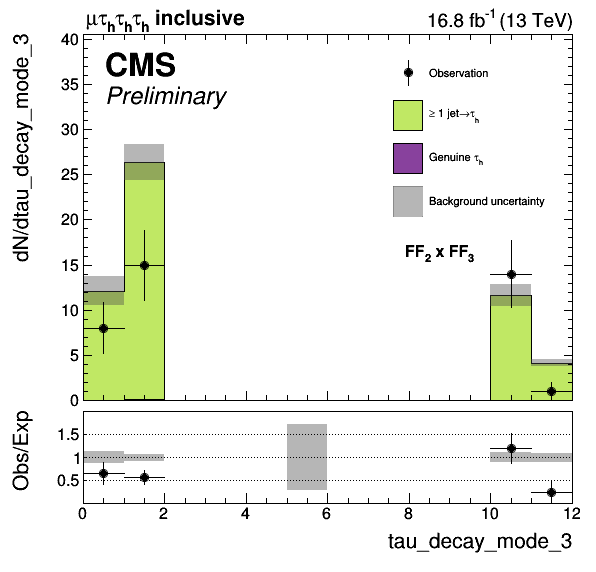 μτhτhτh inclusive 16.8 fb⁻¹ (13 TeV)
CMS
Preliminary
Observation
≥ 1 jet→τh
Genuine τh
Background uncertainty
FF2 x FF3
dN/dtau_decay_mode_3
40
35
30
25
20
15
10
5
0
Obs/Exp
1.5
1
0.5
0 2 4 6 8 10 12
tau_decay_mode_3